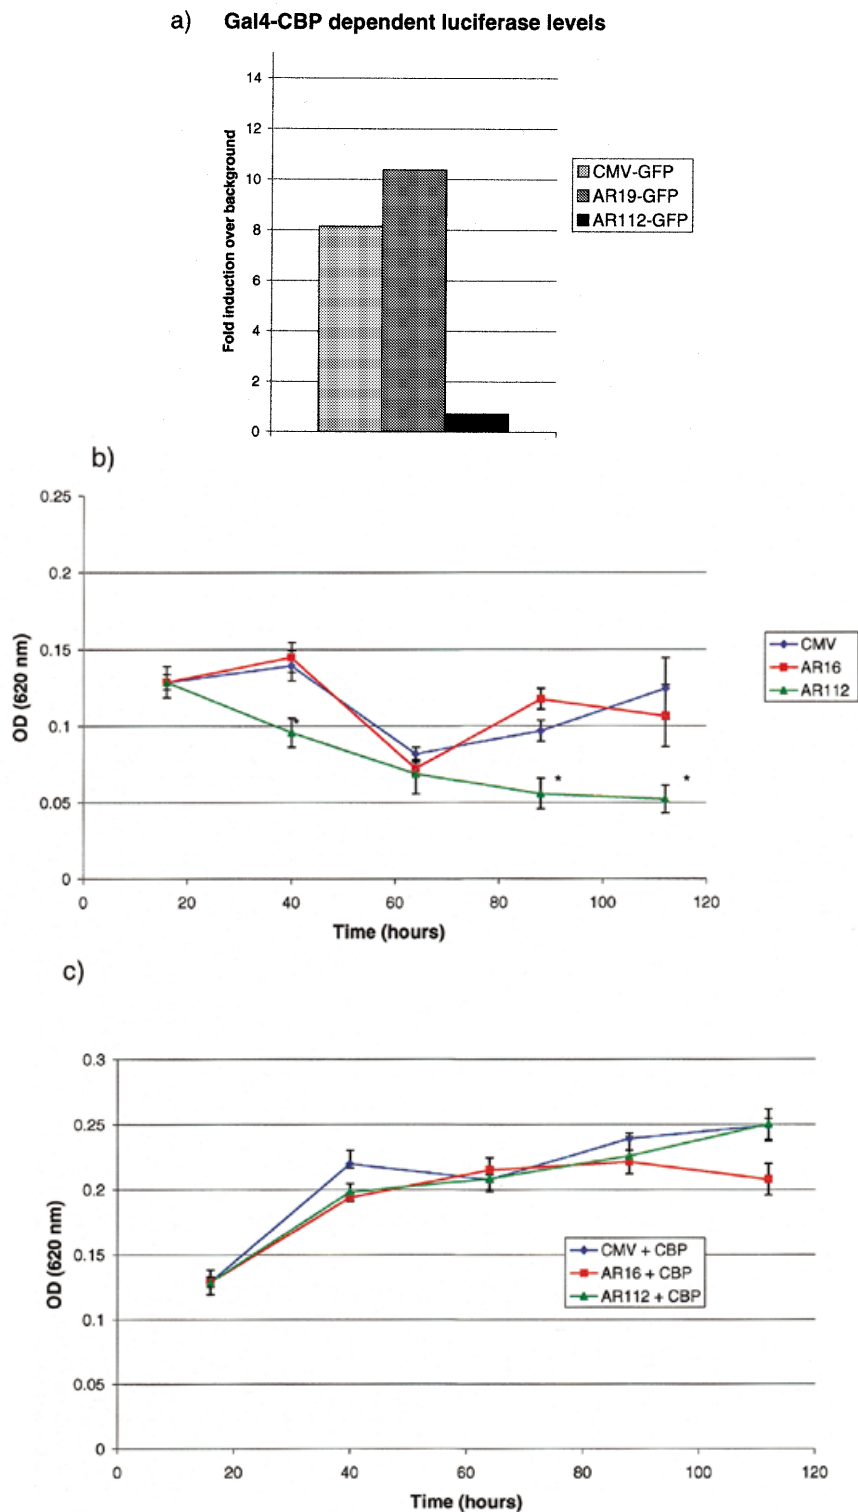 a) Gal4-CBP dependent luciferase levels
Fold induction over background
14
12
10
8
6
4
2
0
CMV-GFP
AR19-GFP
AR112-GFP
b)
OD (620 nm)
0.25
0.2
0.15
0.1
0.05
0
*
*
*
0 20 40 60 80 100 120
Time (hours)
CMV
AR16
AR112
c)
OD (620 nm)
0.3
0.25
0.2
0.15
0.1
0.05
0
CMV + CBP
AR16 + CBP
AR112 + CBP
0 20 40 60 80 100 120
Time (hours)